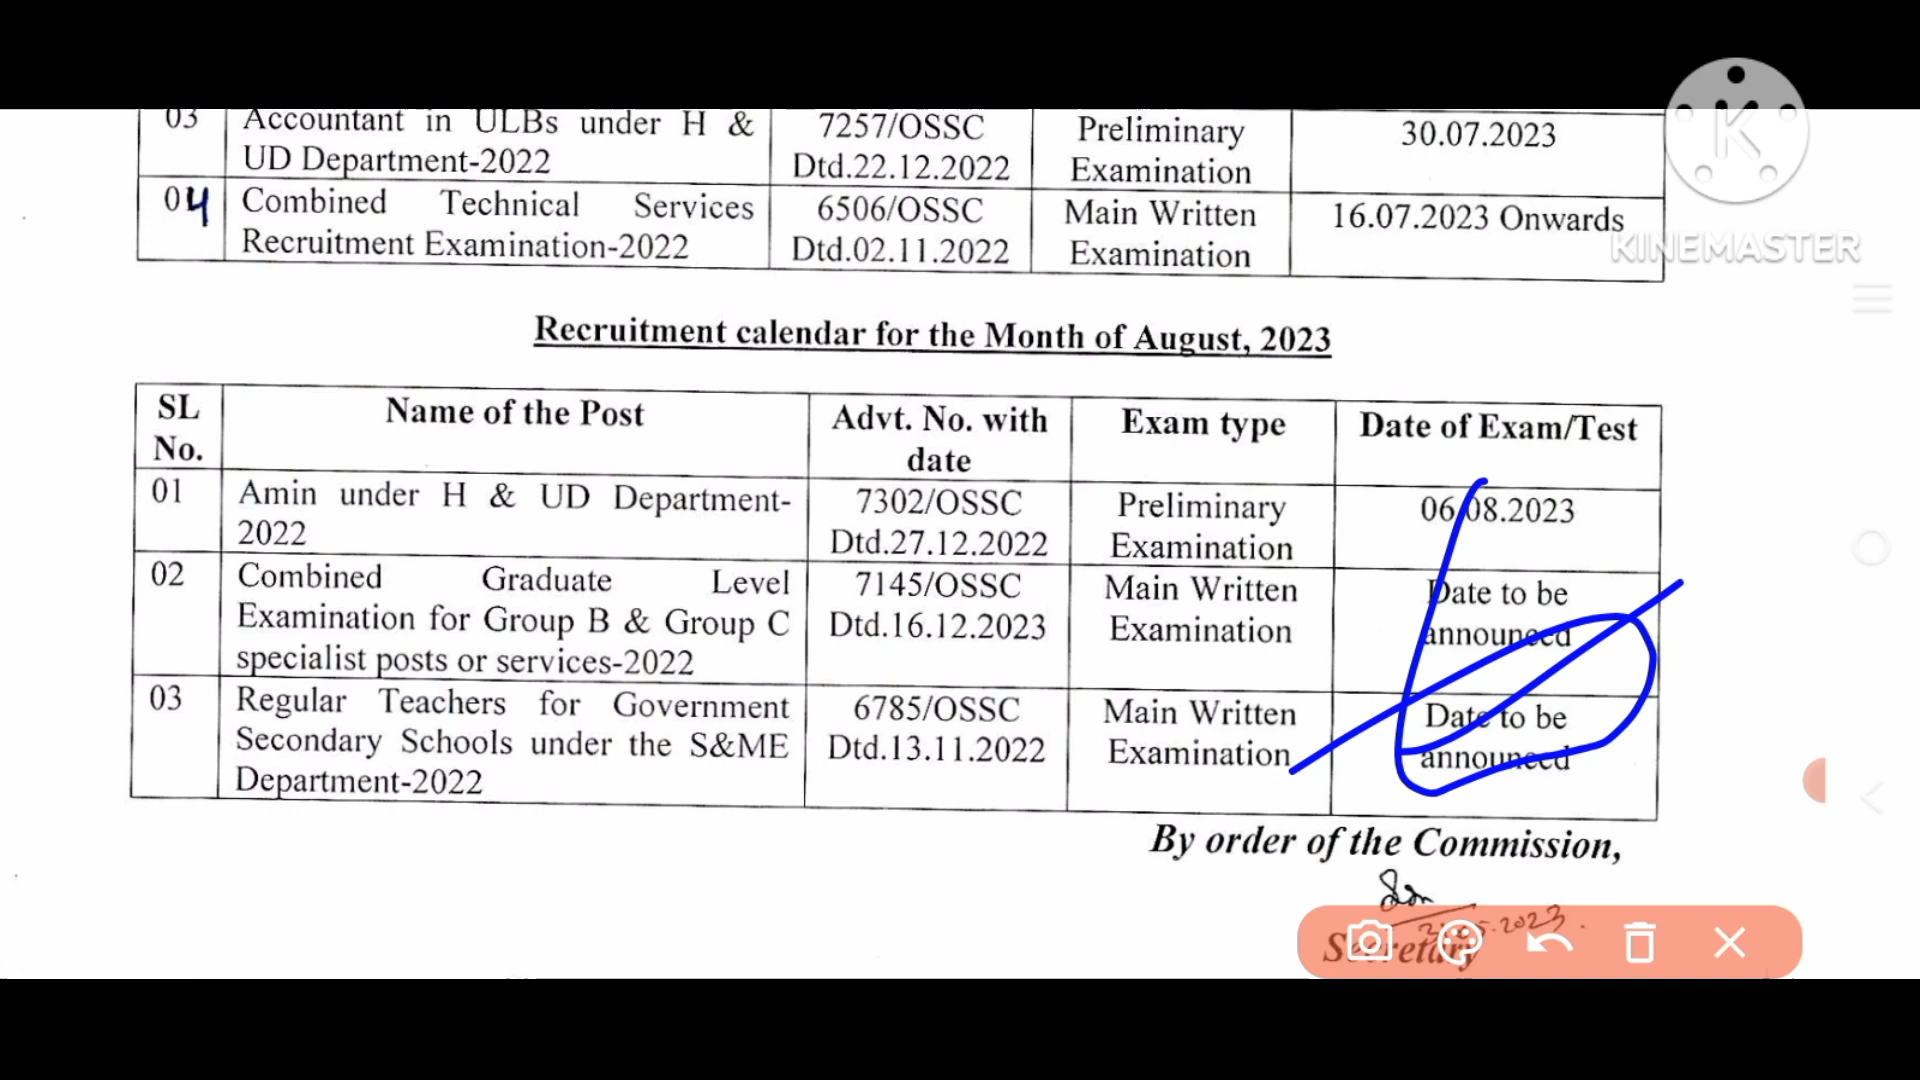 03 Accountant in ULBs under H & 7257/OSSC Preliminary 30.07.2023
UD Department-2022 Dtd.22.12.2022 Examination
04 Combined Technical Services 6506/OSSC Main Written 16.07.2023 Onwards
Recruitment Examination-2022 Dtd.02.11.2022 Examination
KINEMASTER
Recruitment calendar for the Month of August, 2023
SL No. Name of the Post Advt. No. with date Exam type Date of Exam/Test
01 Amin under H & UD Department- 7302/OSSC Preliminary 06.08.2023
2022 Dtd.27.12.2022 Examination
02 Combined Graduate Level 7145/OSSC Main Written Date to be
Examination for Group B & Group C Dtd.16.12.2023 Examination announced
specialist posts or services-2022
03 Regular Teachers for Government 6785/OSSC Main Written Date to be
Secondary Schools under the S&ME Dtd.13.11.2022 Examination announced
Department-2022
By order of the Commission,
Secretary